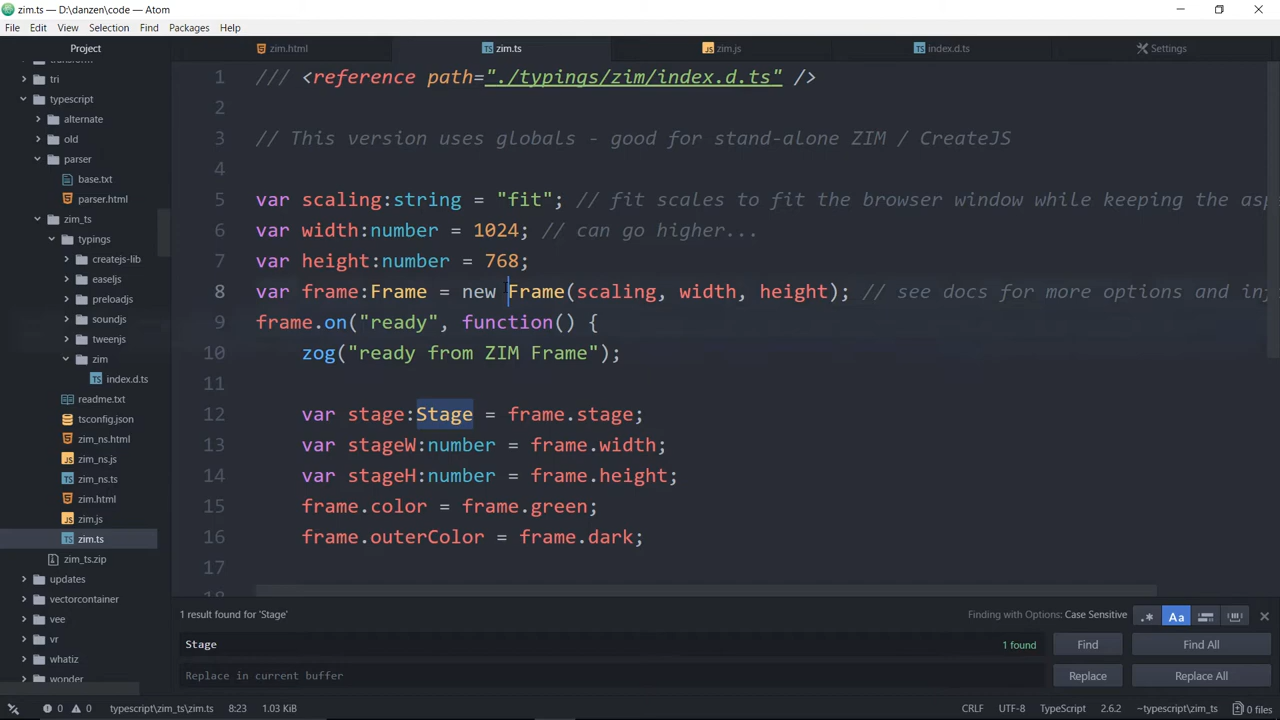 zim.ts — D:\danzen\code — Atom
File Edit View Selection Find Packages Help
Project
zim.html
zim.ts
zim.js
index.d.ts
Settings
transform
tri
typescript
alternate
old
parser
base.txt
parser.html
zim_ts
typings
createjs-lib
easeljs
preloadjs
soundjs
tweenjs
zim
index.d.ts
readme.txt
tsconfig.json
zim_ns.html
zim_ns.js
zim_ns.ts
zim.html
zim.js
zim.ts
zim_ts.zip
updates
vectorcontainer
vee
vr
whatiz
wonder
1 /// <reference path="./typings/zim/index.d.ts" />
2
3 // This version uses globals - good for stand-alone ZIM / CreateJS
4
5 var scaling:string = "fit"; // fit scales to fit the browser window while keeping the asp
6 var width:number = 1024; // can go higher...
7 var height:number = 768;
8 var frame:Frame = new Frame(scaling, width, height); // see docs for more options and inf
9 frame.on("ready", function() {
10 zog("ready from ZIM Frame");
11
12 var stage:Stage = frame.stage;
13 var stageW:number = frame.width;
14 var stageH:number = frame.height;
15 frame.color = frame.green;
16 frame.outerColor = frame.dark;
17
1 result found for 'Stage'
Finding with Options: Case Sensitive
.* Aa
Stage
1 found
Find
Find All
Replace in current buffer
Replace
Replace All
0 0 typescript\zim_ts\zim.ts 8:23 1.03 KiB
CRLF UTF-8 TypeScript 2.6.2 ~typescript\zim_ts 0 files